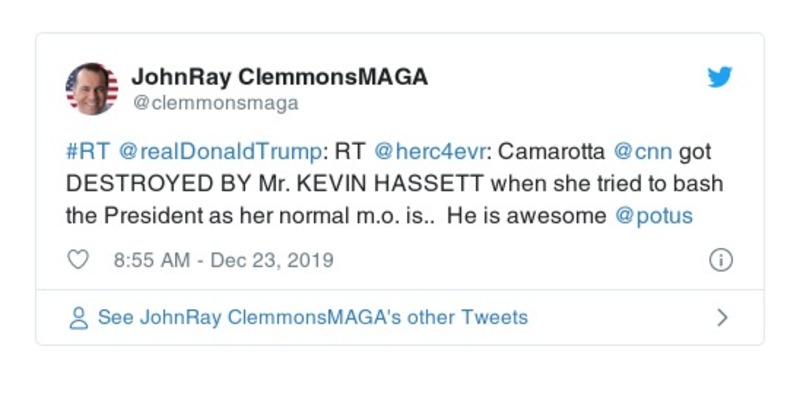 JohnRay ClemmonsMAGA
@clemmonsmaga
#RT @realDonaldTrump: RT @herc4evr: Camarotta @cnn got
DESTROYED BY Mr. KEVIN HASSETT when she tried to bash
the President as her normal m.o. is.. He is awesome @potus
8:55 AM - Dec 23, 2019
See JohnRay ClemmonsMAGA's other Tweets